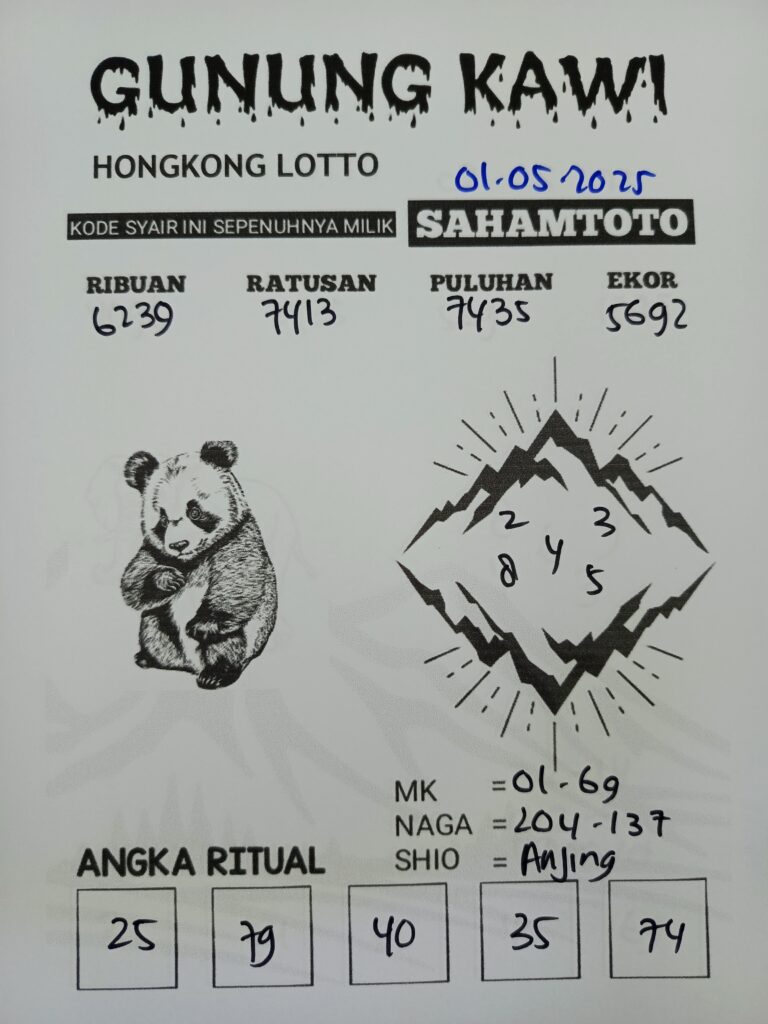 GUNUNG KAWI
HONGKONG LOTTO
01.05.2025
KODE SYAIR INI SEPENUHNYA MILIK SAHAMTOTO
RIBUAN RATUSAN PULUHAN EKOR
6239 7413 7435 5692
2 3
8 4 5
MK = 01-69
NAGA = 204-137
SHIO = Anjing
ANGKA RITUAL
25 79 40 35 74